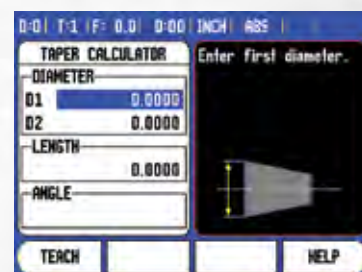 D:0 T:1 F: 0.0 0:00 INCH ABS
TAPER CALCULATOR
Enter first diameter.
DIAMETER
D1 0.0000
D2 0.0000
LENGTH
0.0000
ANGLE
TEACH HELP